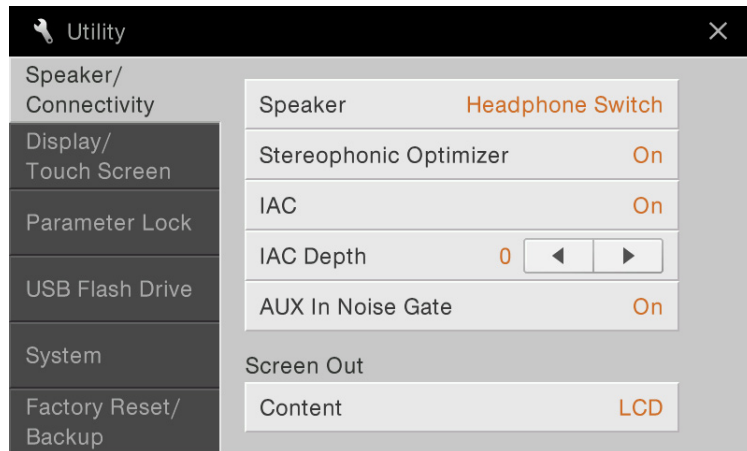 Utility
Speaker/
Connectivity
Display/
Touch Screen
Parameter Lock
USB Flash Drive
System
Factory Reset/
Backup
Speaker Headphone Switch
Stereophonic Optimizer On
IAC On
IAC Depth 0
AUX In Noise Gate On
Screen Out
Content LCD